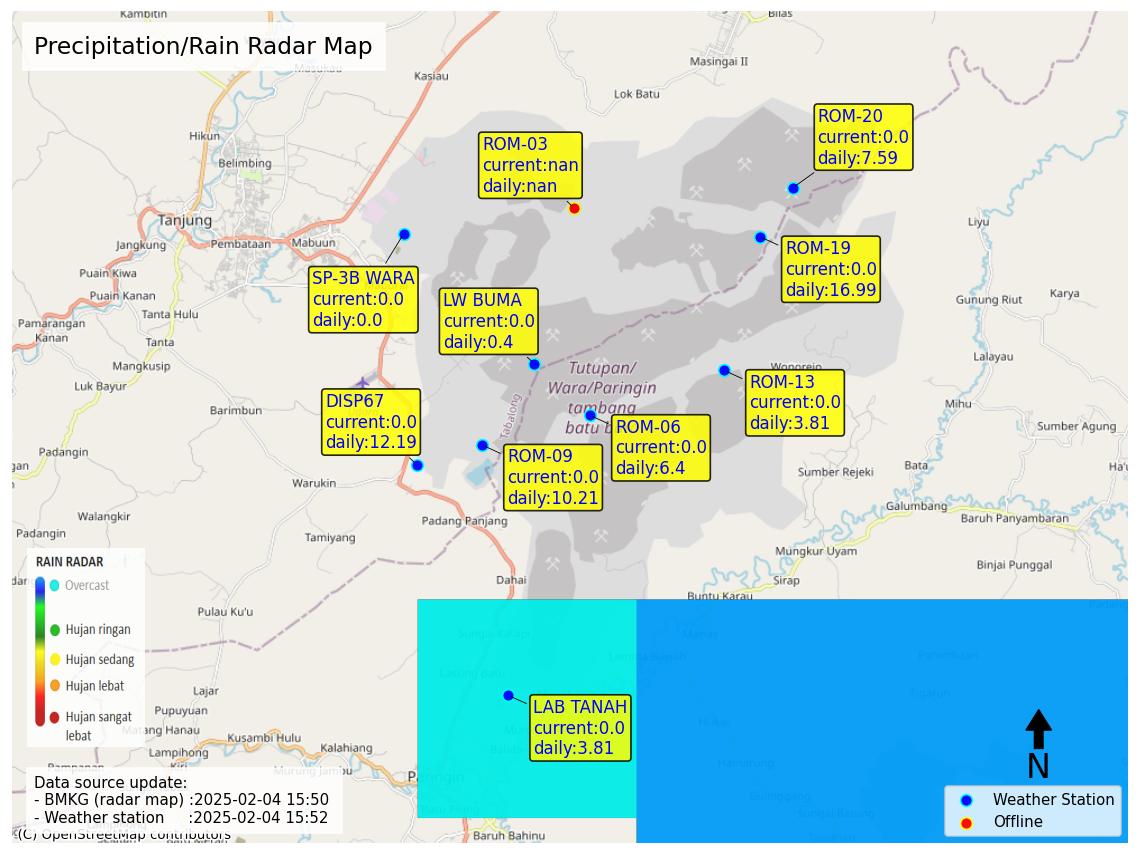 Kambitin
Bilas
Precipitation/Rain Radar Map
Masukau
Kasiau
Masingai II
Lok Batu
ROM-20
current:0.0
daily:7.59
ROM-03
current:nan
daily:nan
Hikun
Belimbing
Tanjung
Liyu
Jangkung
Pembataan
Mabuun
ROM-19
current:0.0
daily:16.99
Puain Kiwa
SP-3B WARA
current:0.0
daily:0.0
Puain Kanan
LW BUMA
current:0.0
daily:0.4
Gunung Riut
Karya
Tanta Hulu
Pamarangan
Kanan
Tanta
Lalayau
Mangkusip
Luk Bayur
Tutupan/
Wara/Paringin
tambang
batu b
Wonorejo
ROM-13
current:0.0
daily:3.81
DISP67
current:0.0
daily:12.19
Barimbun
Tabalong
Mihu
ROM-06
current:0.0
daily:6.4
Sumber Agung
ROM-09
current:0.0
daily:10.21
Bata
Sumber Rejeki
Warukin
Galumbang
Walangkir
Padang Panjang
Baruh Panyambaran
Padangin
Tamiyang
Mungkur Uyam
Binjai Punggal
RAIN RADAR
Overcast
Hujan ringan
Hujan sedang
Hujan lebat
Hujan sangat
lebat
Dahai
Sirap
Buntu Karau
Pulau Ku'u
Lajar
Pupuyuan
Matang Hanau
LAB TANAH
current:0.0
daily:3.81
Kusambi Hulu
Kalahiang
Lampihong
Kiri
Murung Jambu
Paringin
N
Data source update:
- BMKG (radar map) :2025-02-04 15:50
- Weather station :2025-02-04 15:52
Weather Station
Offline
(C) OpenStreetMap contributors
Baruh Bahinu